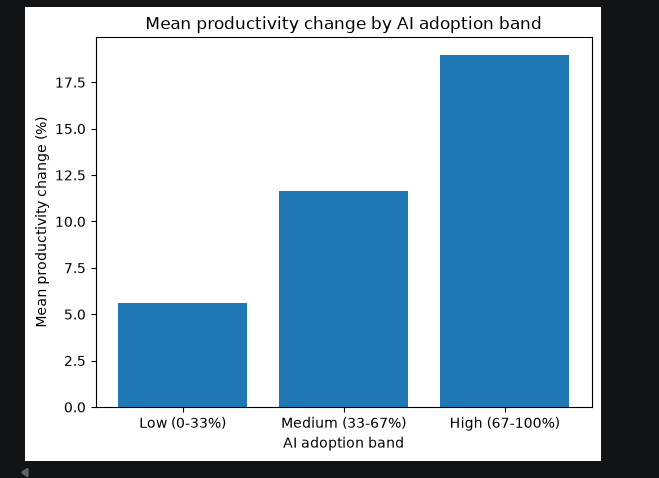 Mean productivity change by AI adoption band
Mean productivity change (%)
17.5
15.0
12.5
10.0
7.5
5.0
2.5
0.0
Low (0-33%) Medium (33-67%) High (67-100%)
AI adoption band